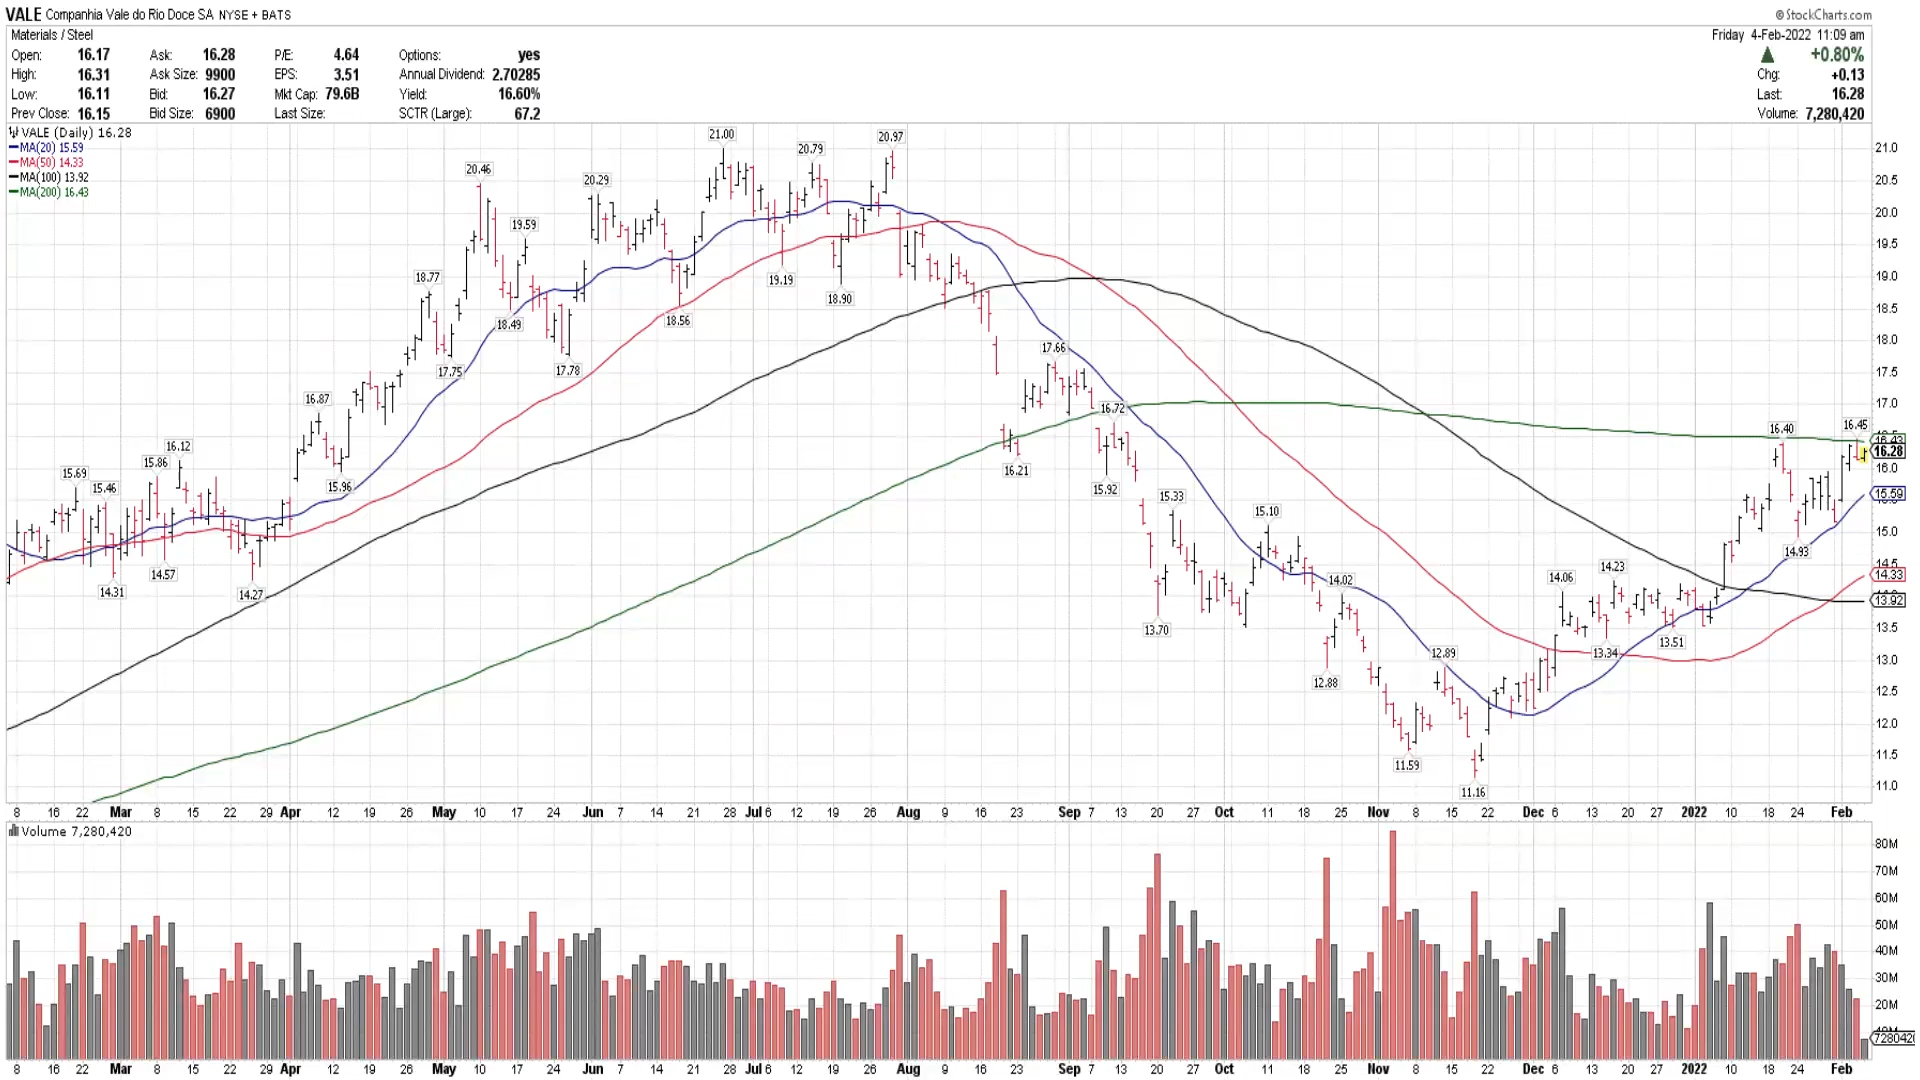 VALE Companhia Vale do Rio Doce SA NYSE + BATS
© StockCharts.com
Materials / Steel
Friday 4-Feb-2022 11:09 am
Open: 16.17 Ask: 16.28 P/E: 4.64 Options: yes
+0.80%
High: 16.31 Ask Size: 9900 EPS: 3.51 Annual Dividend: 2.70285
Chg: +0.13
Low: 16.11 Bid: 16.27 Mkt Cap: 79.6B Yield: 16.60%
Last: 16.28
Prev Close: 16.15 Bid Size: 6900 Last Size: SCTR (Large): 67.2
Volume: 7,280,420
VALE (Daily) 16.28
MA(20) 15.59
MA(50) 14.33
MA(100) 13.92
MA(200) 16.43
15.69
15.46
14.31
15.86
14.57
16.12
14.27
16.87
15.96
18.77
17.75
20.46
18.49
19.59
17.78
20.29
18.56
21.00
19.19
20.79
18.90
20.97
16.21
17.66
15.92
16.72
13.70
15.33
15.10
12.88
14.02
11.59
12.89
11.16
14.06
13.34
14.23
13.51
16.40
14.93
16.45
21.0
20.5
20.0
19.5
19.0
18.5
18.0
17.5
17.0
16.43
16.28
16.0
15.59
15.0
14.5
14.33
13.92
13.5
13.0
12.5
12.0
11.5
11.0
8 16 22 Mar 8 15 22 29 Apr 12 19 26 May 10 17 24 Jun 7 14 21 28 Jul 6 12 19 26 Aug 9 16 23 Sep 7 13 20 27 Oct 11 18 25 Nov 8 15 22 Dec 6 13 20 27 2022 10 18 24 Feb
Volume 7,280,420
80M
70M
60M
50M
40M
30M
20M
7280420
8 16 22 Mar 8 15 22 29 Apr 12 19 26 May 10 17 24 Jun 7 14 21 28 Jul 6 12 19 26 Aug 9 16 23 Sep 7 13 20 27 Oct 11 18 25 Nov 8 15 22 Dec 6 13 20 27 2022 10 18 24 Feb